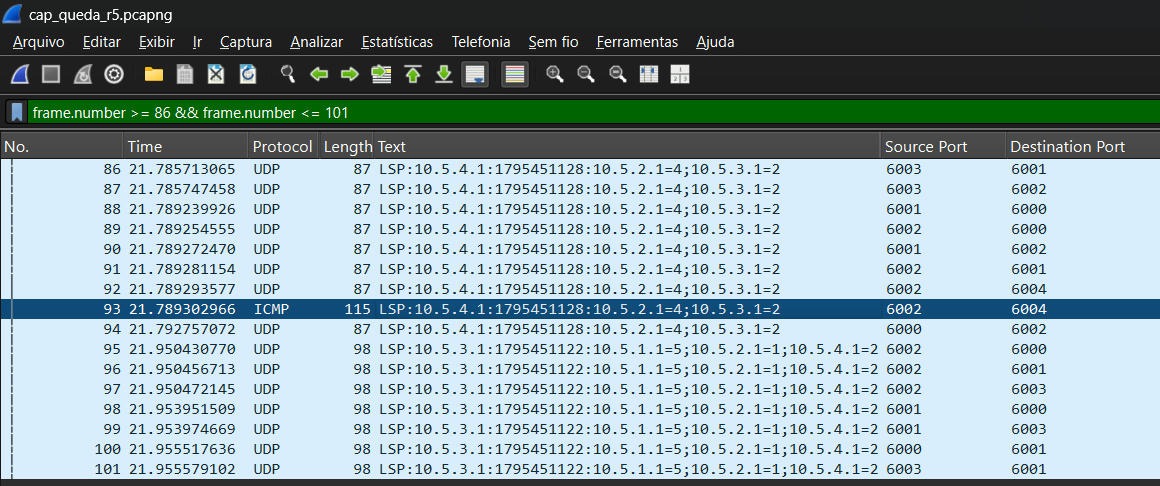 cap_queda_r5.pcapng
Arquivo Editar Exibir Ir Captura Analizar Estatísticas Telefonia Sem fio Ferramentas Ajuda
frame.number >= 86 && frame.number <= 101
No. Time Protocol Length Text Source Port Destination Port
86 21.785713065 UDP 87 LSP:10.5.4.1:1795451128:10.5.2.1=4;10.5.3.1=2 6003 6001
87 21.785747458 UDP 87 LSP:10.5.4.1:1795451128:10.5.2.1=4;10.5.3.1=2 6003 6002
88 21.789239926 UDP 87 LSP:10.5.4.1:1795451128:10.5.2.1=4;10.5.3.1=2 6001 6000
89 21.789254555 UDP 87 LSP:10.5.4.1:1795451128:10.5.2.1=4;10.5.3.1=2 6002 6000
90 21.789272470 UDP 87 LSP:10.5.4.1:1795451128:10.5.2.1=4;10.5.3.1=2 6001 6002
91 21.789281154 UDP 87 LSP:10.5.4.1:1795451128:10.5.2.1=4;10.5.3.1=2 6002 6001
92 21.789293577 UDP 87 LSP:10.5.4.1:1795451128:10.5.2.1=4;10.5.3.1=2 6002 6004
93 21.789302966 ICMP 115 LSP:10.5.4.1:1795451128:10.5.2.1=4;10.5.3.1=2 6002 6004
94 21.792757072 UDP 87 LSP:10.5.4.1:1795451128:10.5.2.1=4;10.5.3.1=2 6000 6002
95 21.950430770 UDP 98 LSP:10.5.3.1:1795451122:10.5.1.1=5;10.5.2.1=1;10.5.4.1=2 6002 6000
96 21.950456713 UDP 98 LSP:10.5.3.1:1795451122:10.5.1.1=5;10.5.2.1=1;10.5.4.1=2 6002 6001
97 21.950472145 UDP 98 LSP:10.5.3.1:1795451122:10.5.1.1=5;10.5.2.1=1;10.5.4.1=2 6002 6003
98 21.953951509 UDP 98 LSP:10.5.3.1:1795451122:10.5.1.1=5;10.5.2.1=1;10.5.4.1=2 6001 6000
99 21.953974669 UDP 98 LSP:10.5.3.1:1795451122:10.5.1.1=5;10.5.2.1=1;10.5.4.1=2 6001 6003
100 21.955517636 UDP 98 LSP:10.5.3.1:1795451122:10.5.1.1=5;10.5.2.1=1;10.5.4.1=2 6000 6001
101 21.955579102 UDP 98 LSP:10.5.3.1:1795451122:10.5.1.1=5;10.5.2.1=1;10.5.4.1=2 6003 6001